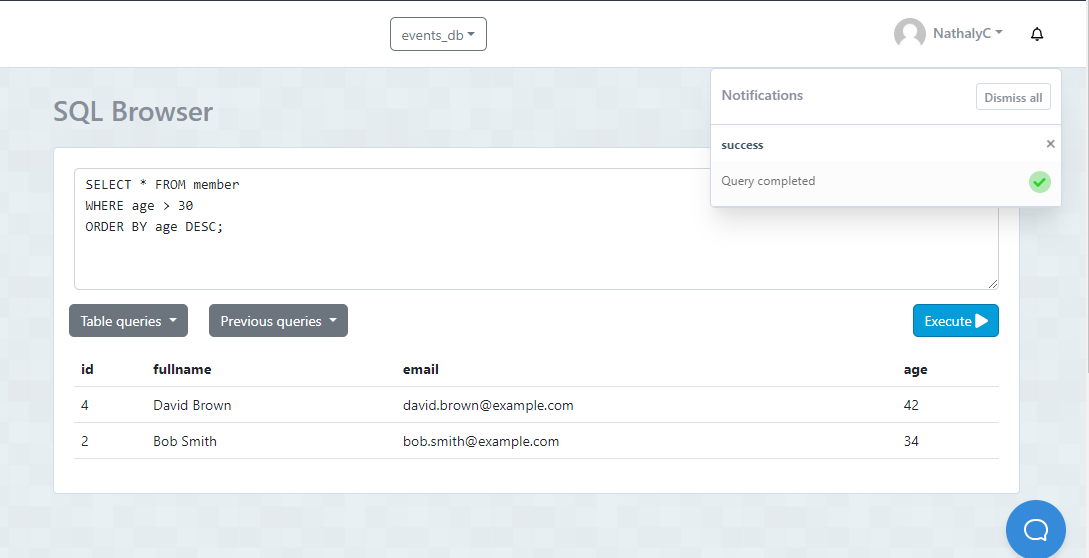 events_db
NathalyC
Notifications
Dismiss all
success
×
Query completed
SQL Browser
SELECT * FROM member
WHERE age > 30
ORDER BY age DESC;
Table queries
Previous queries
Execute
id fullname email age
4 David Brown david.brown@example.com 42
2 Bob Smith bob.smith@example.com 34